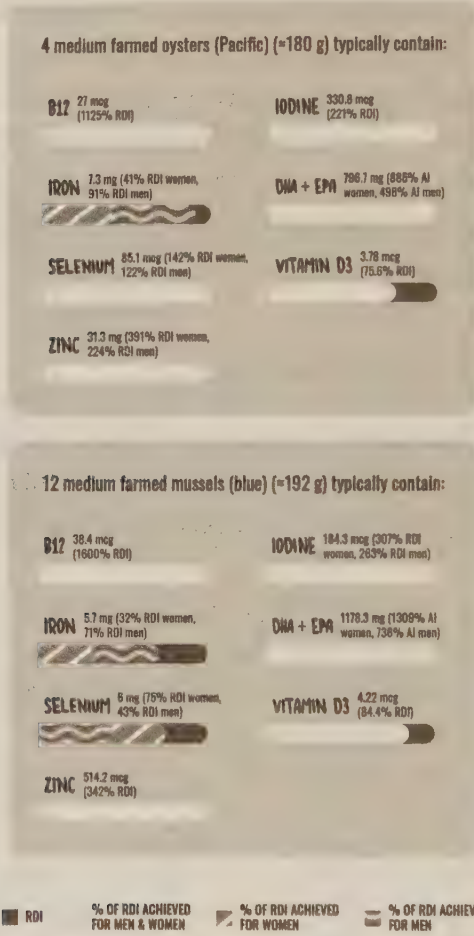 4 medium farmed oysters (Pacific) (≈180 g) typically contain:
B12 27 mcg
(1125% RDI)
IODINE 330.8 mcg
(221% RDI)
IRON 7.3 mg (41% RDI women,
91% RDI men)
DHA + EPA 796.7 mcg (885% AI
women, 498% AI men)
SELENIUM 85.1 mcg (142% RDI women,
122% RDI men)
VITAMIN D3 3.78 mcg
(75.6% RDI)
ZINC 31.3 mg (391% RDI women,
224% RDI men)
12 medium farmed mussels (blue) (≈192 g) typically contain:
B12 38.4 mcg
(1600% RDI)
IODINE 184.3 mcg (307% RDI
women, 263% RDI men)
IRON 5.7 mg (32% RDI women,
71% RDI men)
DHA + EPA 1178.3 mcg (1309% AI
women, 736% AI men)
SELENIUM 6 mg (75% RDI women,
43% RDI men)
VITAMIN D3 4.22 mcg
(84.4% RDI)
ZINC 514.2 mcg
(342% RDI)
RDI
% OF RDI ACHIEVED
FOR MEN & WOMEN
% OF RDI ACHIEVED
FOR WOMEN
% OF RDI ACHIEV
FOR MEN